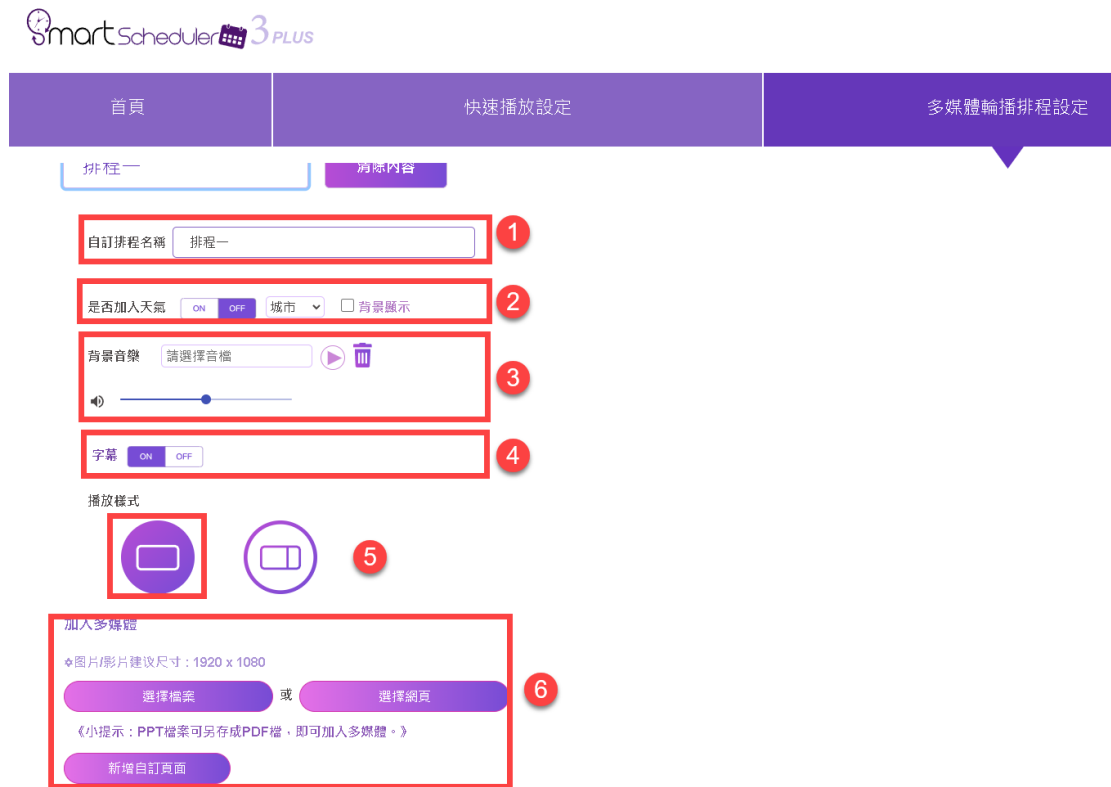 Smart Scheduler 3 PLUS
首頁
快速播放設定
多媒體輪播排程設定
排程一
清除內容
自訂排程名稱 排程一
1
是否加入天氣 ON OFF 城市 背景顯示
2
背景音樂 請選擇音檔
3
字幕 ON OFF
4
播放樣式
5
加入多媒體
✡图片/影片建议尺寸:1920 x 1080
選擇檔案 或 選擇網頁
6
《小提示:PPT檔案可另存成PDF檔,即可加入多媒體。》
新增自訂頁面